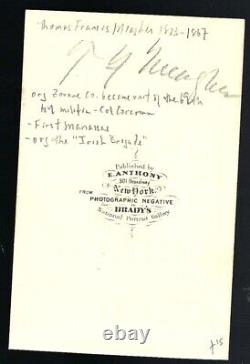 Thomas Francis Meagher 1823-1867
T F Meagher
org Zouave Co. became part of the 69th
NY militia - Col Corcoran
- First Manassas
- org the "Irish Brigade"
Published by
E. ANTHONY
501 Broadway
New York.
FROM
PHOTOGRAPHIC NEGATIVE
IN
BRADY'S
National Portrait Gallery